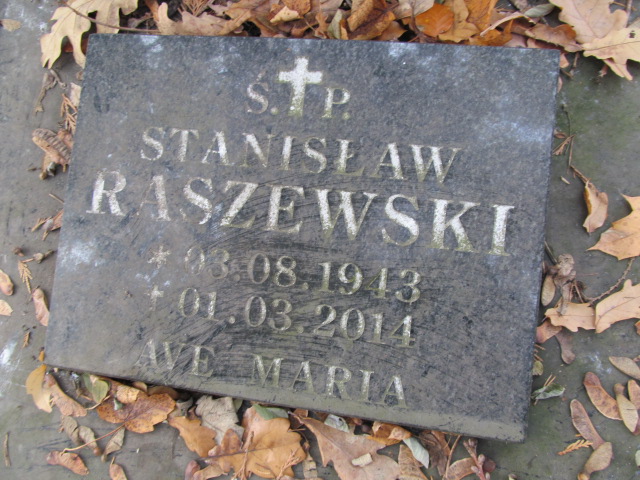 Ś. P.
STANISŁAW
RASZEWSKI
* 03.08.1943
† 01.03.2014
AVE MARIA